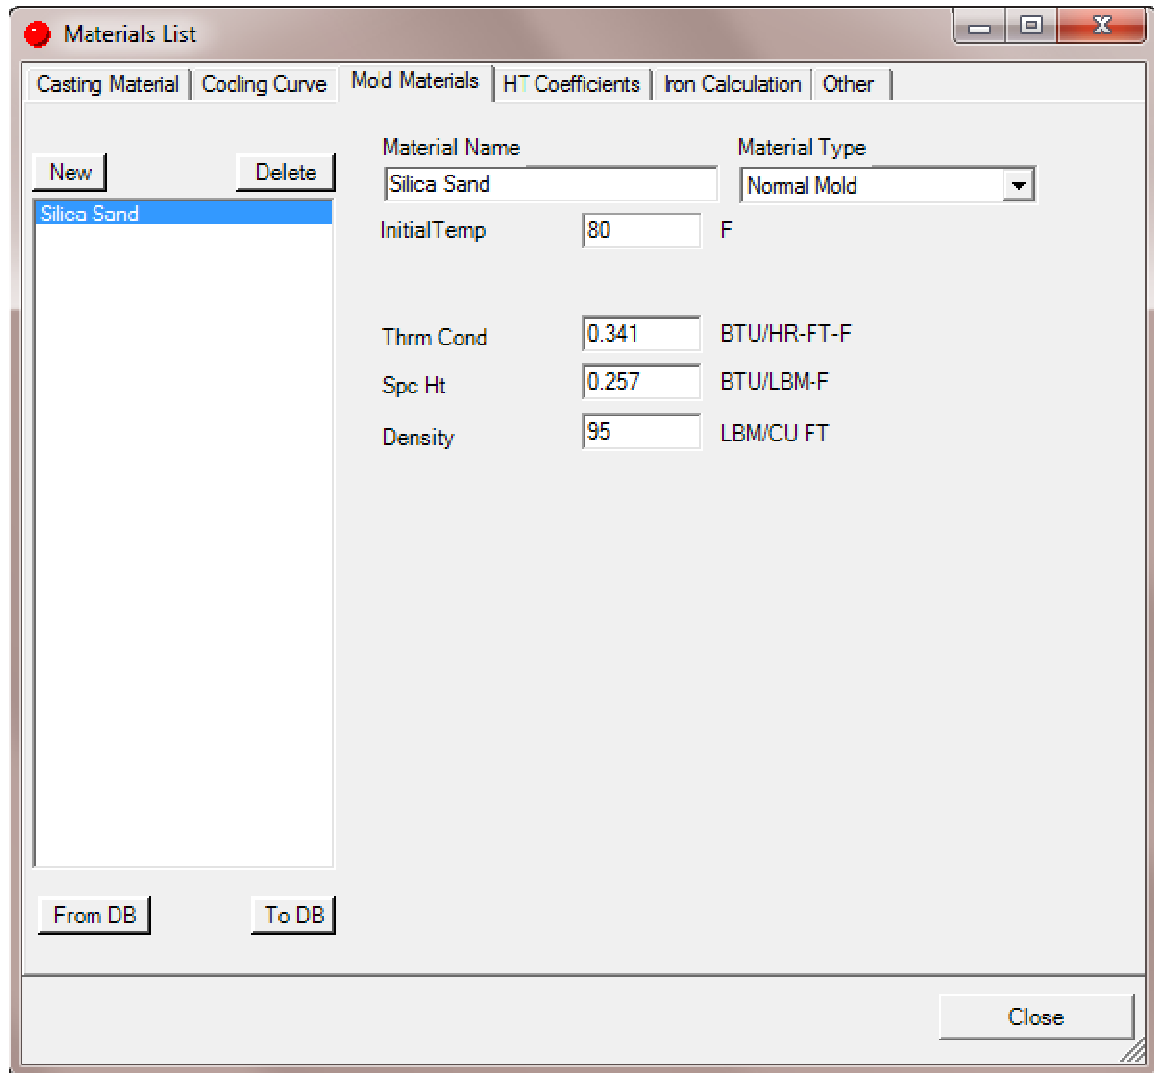 Materials List
X
Casting Material Cooling Curve Mold Materials HT Coefficients Iron Calculation Other
Material Name Material Type
New Delete
Silica Sand Normal Mold
Silica Sand
InitialTemp 80 F
Thrm Cond 0.341 BTU/HR-FT-F
Spc Ht 0.257 BTU/LBM-F
Density 95 LBM/CU FT
From DB To DB
Close